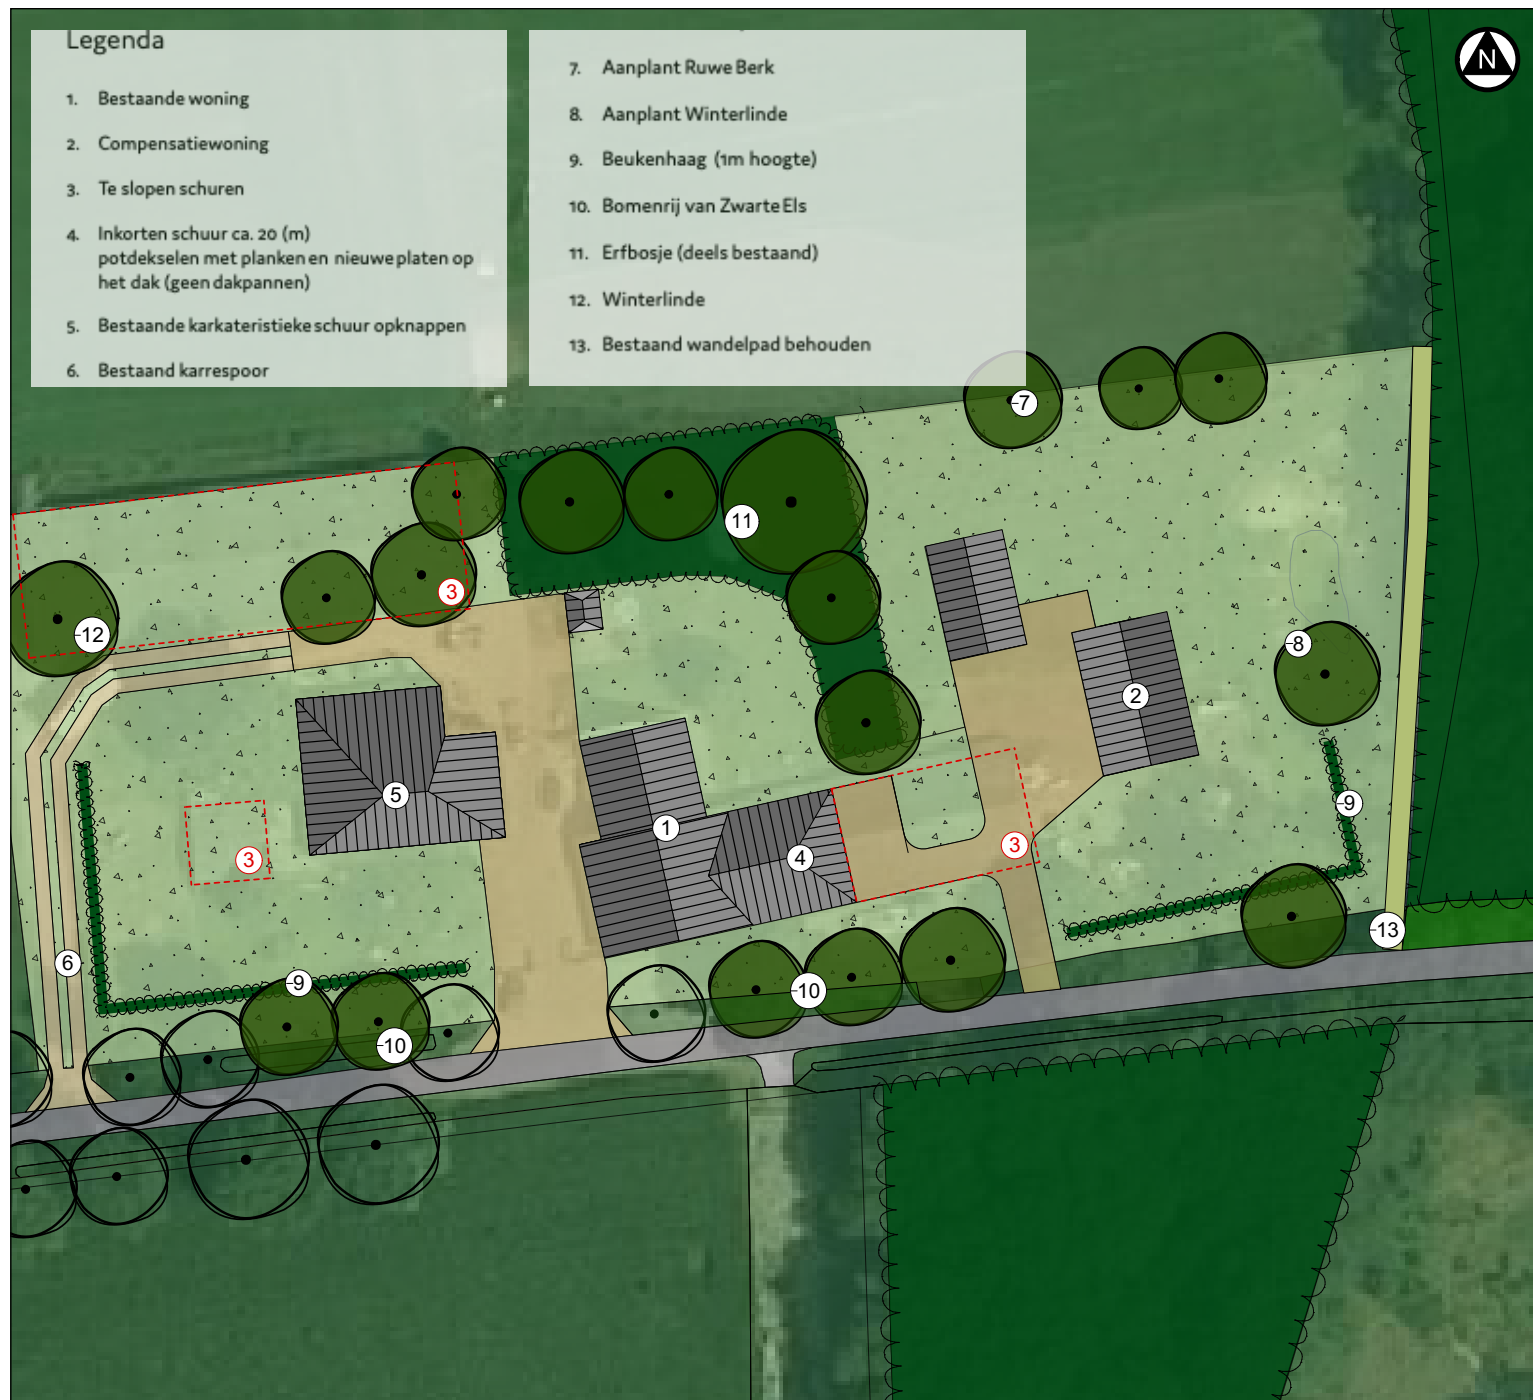 Legenda
1. Bestaande woning
2. Compensatiewoning
3. Te slopen schuren
4. Inkorten schuur ca. 20 (m)
potdekselen met planken en nieuwe platen op
het dak (geen dakpannen)
5. Bestaande karkateristieke schuur opknappen
6. Bestaand karrespoor
7. Aanplant Ruwe Berk
8. Aanplant Winterlinde
9. Beukenhaag (1m hoogte)
10. Bomenrij van Zwarte Els
11. Erfbosje (deels bestaand)
12. Winterlinde
13. Bestaand wandelpad behouden
N
7
11
3
12
8
2
5
9
1
4
3
3
13
6
9
10
10